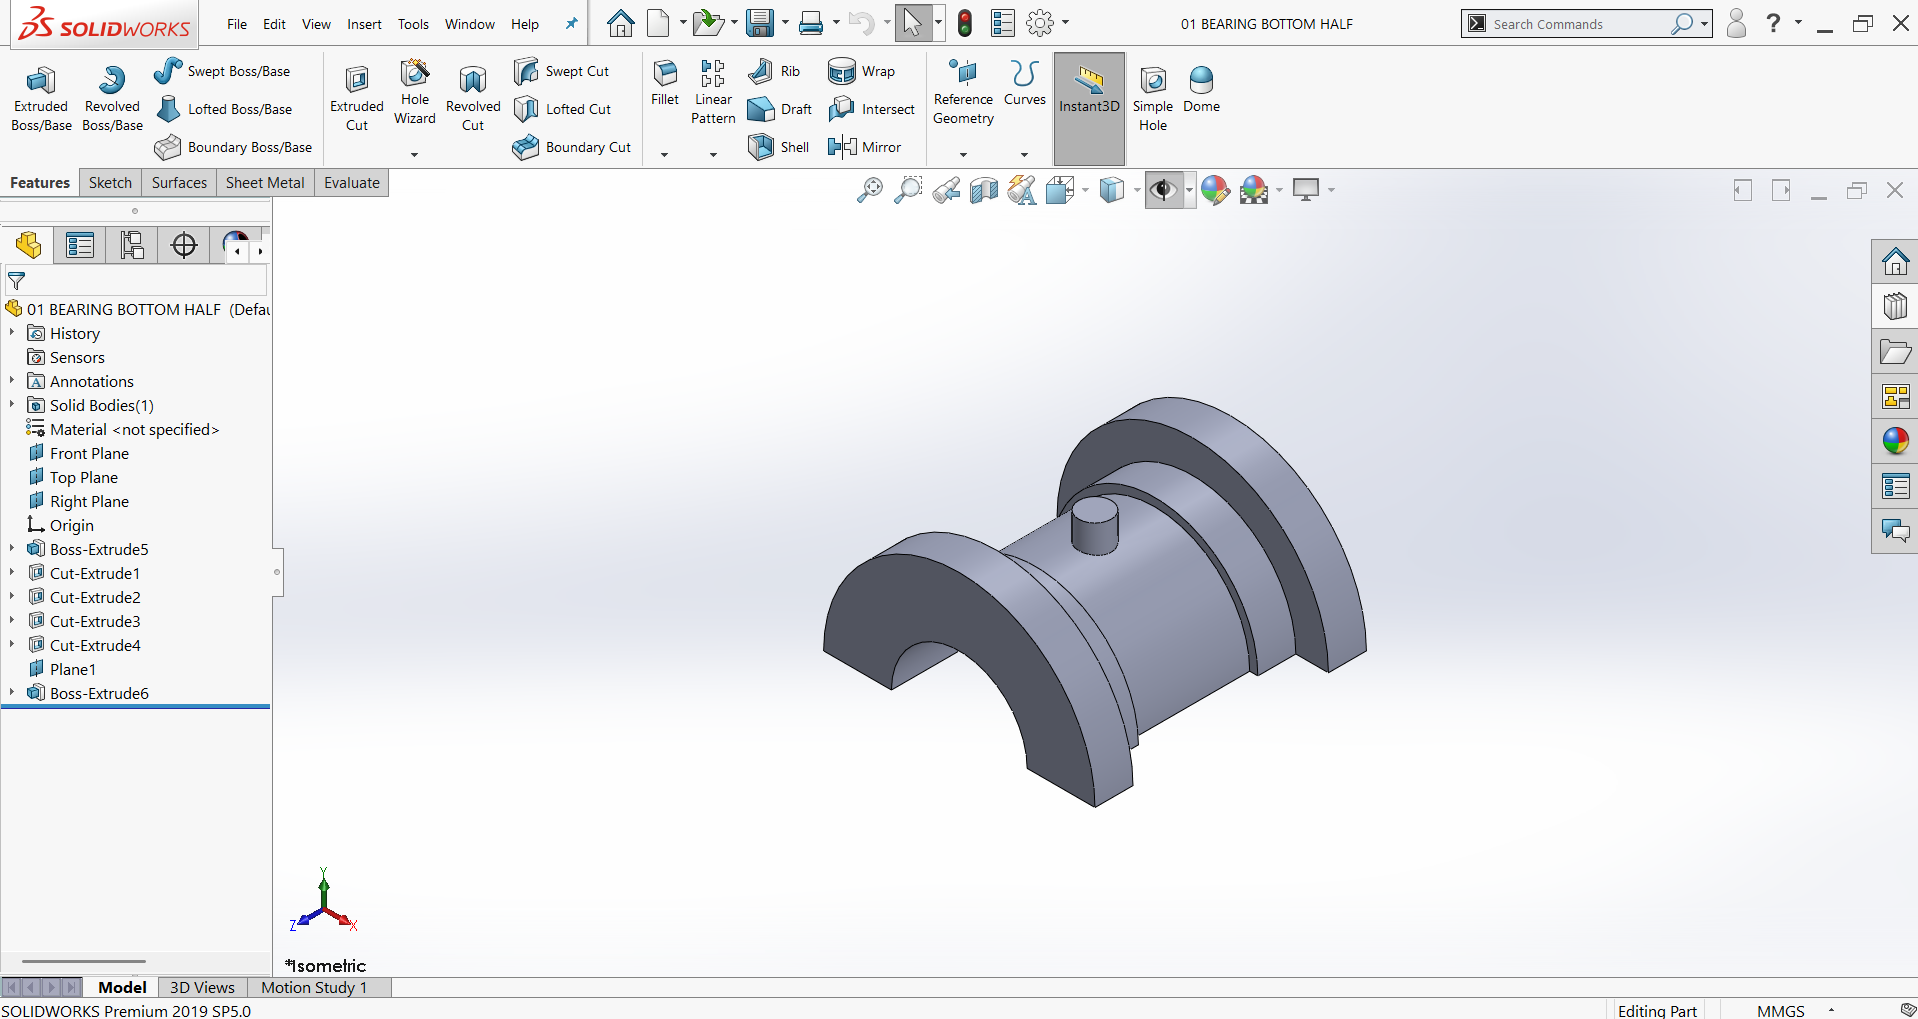 SOLIDWORKS File Edit View Insert Tools Window Help 01 BEARING BOTTOM HALF Search Commands ?
Extruded Boss/Base
Revolved Boss/Base
Swept Boss/Base
Lofted Boss/Base
Boundary Boss/Base
Extruded Cut
Hole Wizard
Revolved Cut
Swept Cut
Lofted Cut
Boundary Cut
Fillet
Linear Pattern
Rib
Draft
Shell
Wrap
Intersect
Mirror
Reference Geometry
Curves
Instant3D
Simple Hole
Dome
Features Sketch Surfaces Sheet Metal Evaluate
01 BEARING BOTTOM HALF (Defau
History
Sensors
Annotations
Solid Bodies(1)
Material <not specified>
Front Plane
Top Plane
Right Plane
Origin
Boss-Extrude5
Cut-Extrude1
Cut-Extrude2
Cut-Extrude3
Cut-Extrude4
Plane1
Boss-Extrude6
Y
Z X
*Isometric
Model 3D Views Motion Study 1
SOLIDWORKS Premium 2019 SP5.0 Editing Part MMGS